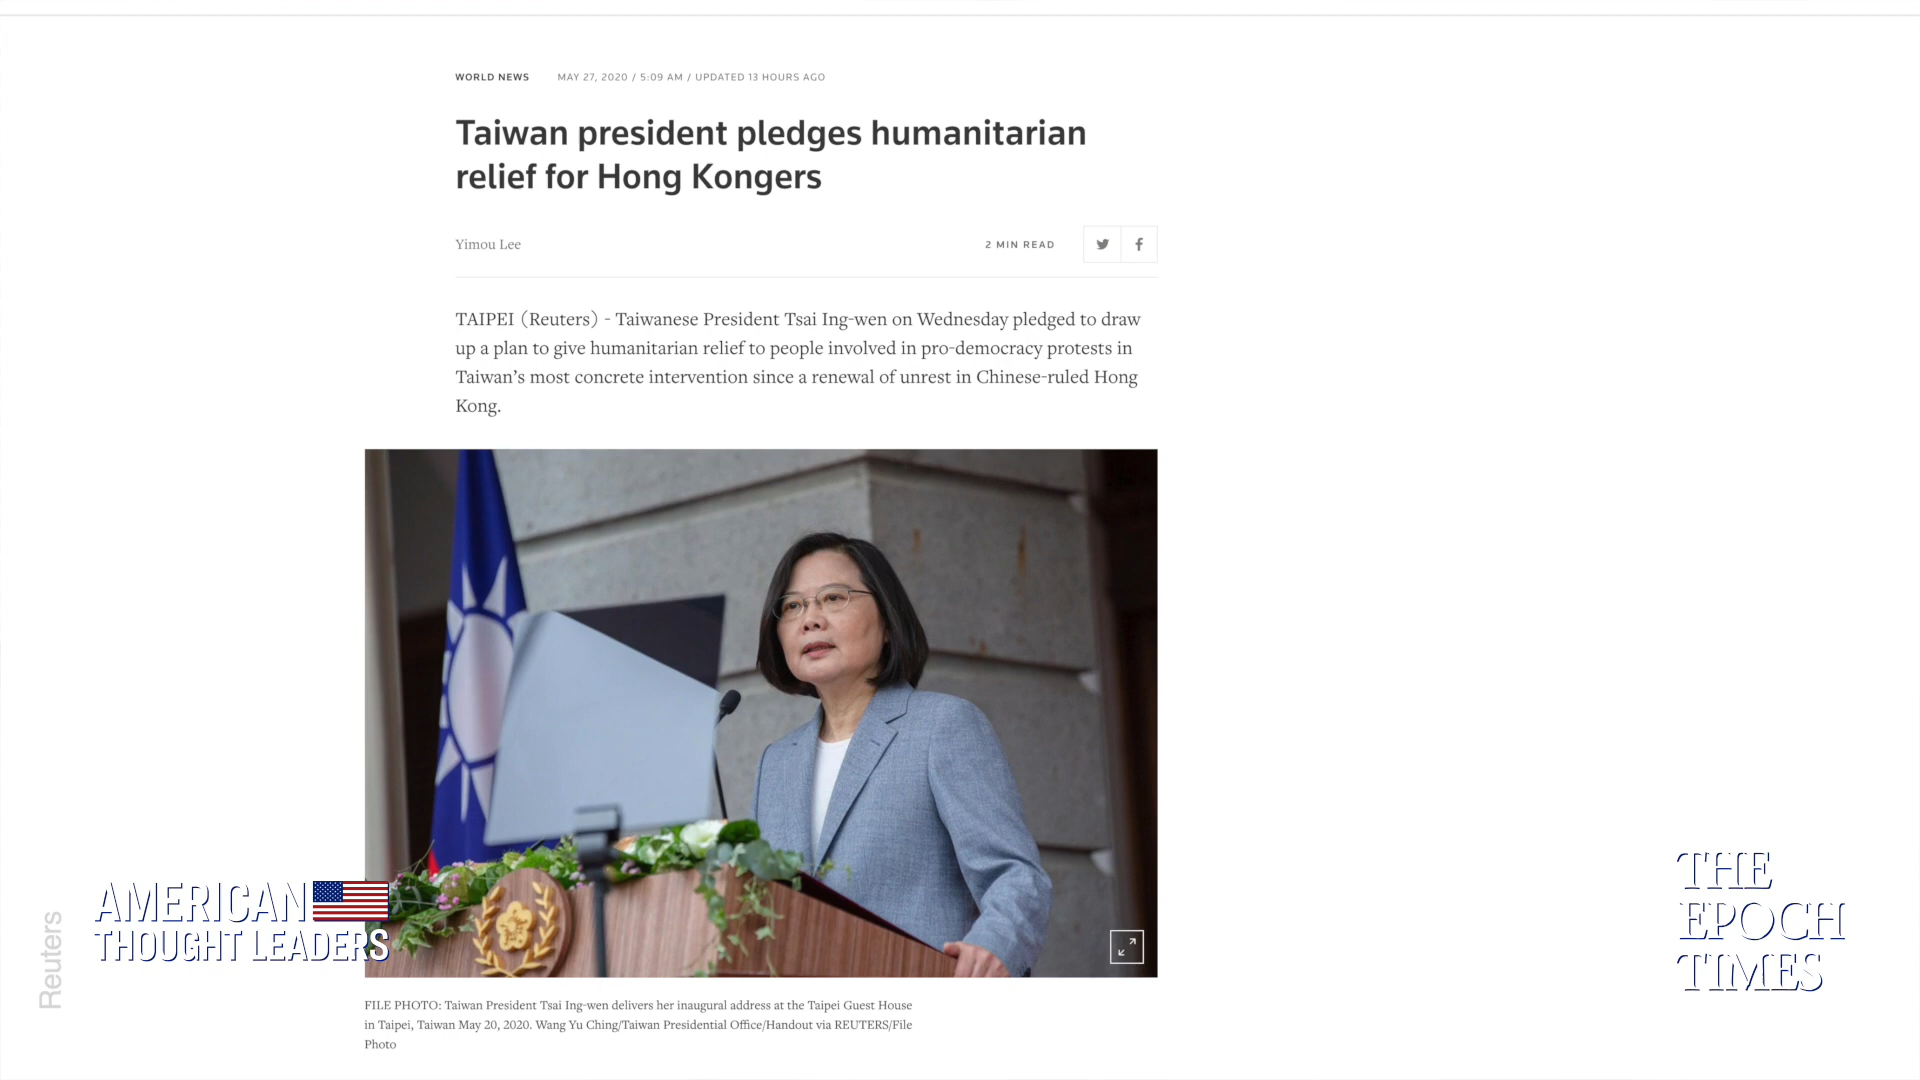 WORLD NEWS MAY 27, 2020 / 5:09 AM / UPDATED 13 HOURS AGO
Taiwan president pledges humanitarian
relief for Hong Kongers
Yimou Lee
2 MIN READ
TAIPEI (Reuters) - Taiwanese President Tsai Ing-wen on Wednesday pledged to draw
up a plan to give humanitarian relief to people involved in pro-democracy protests in
Taiwan’s most concrete intervention since a renewal of unrest in Chinese-ruled Hong
Kong.
AMERICAN
THOUGHT LEADERS
Reuters
THE
EPOCH
TIMES
FILE PHOTO: Taiwan President Tsai Ing-wen delivers her inaugural address at the Taipei Guest House
in Taipei, Taiwan May 20, 2020. Wang Yu Ching/Taiwan Presidential Office/Handout via REUTERS/File
Photo